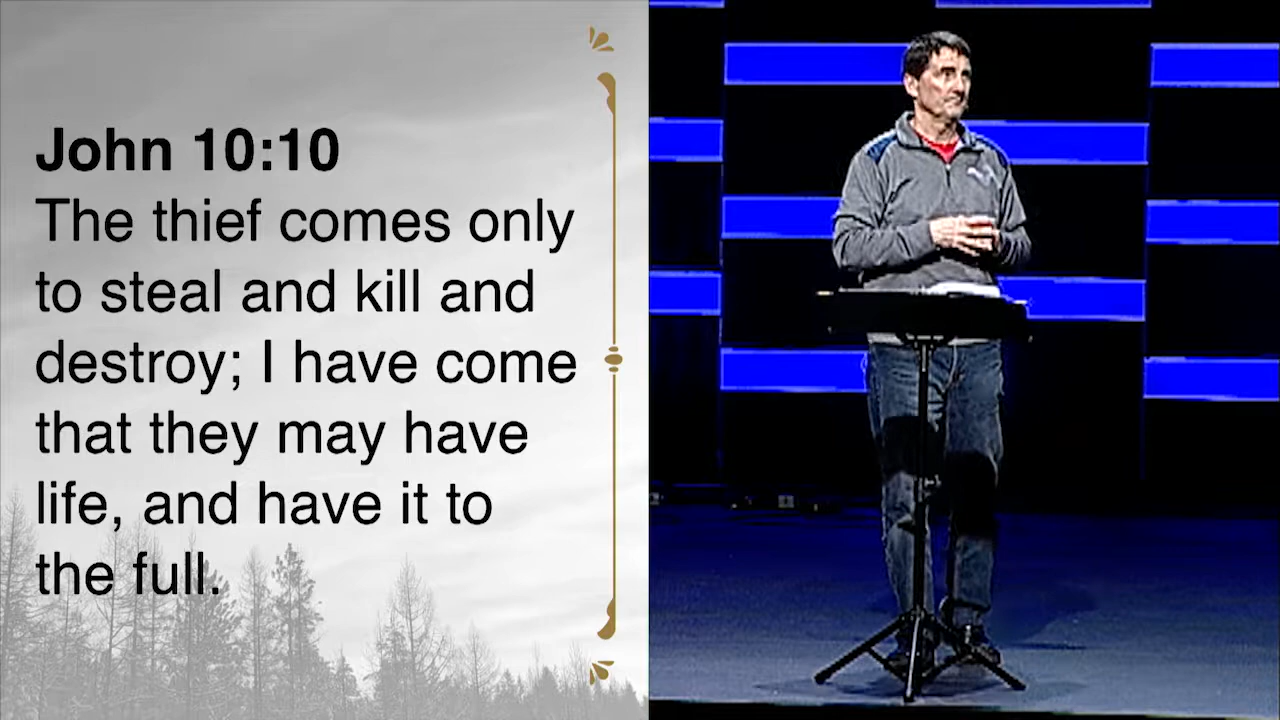 John 10:10
The thief comes only
to steal and kill and
destroy; I have come
that they may have
life, and have it to
the full.